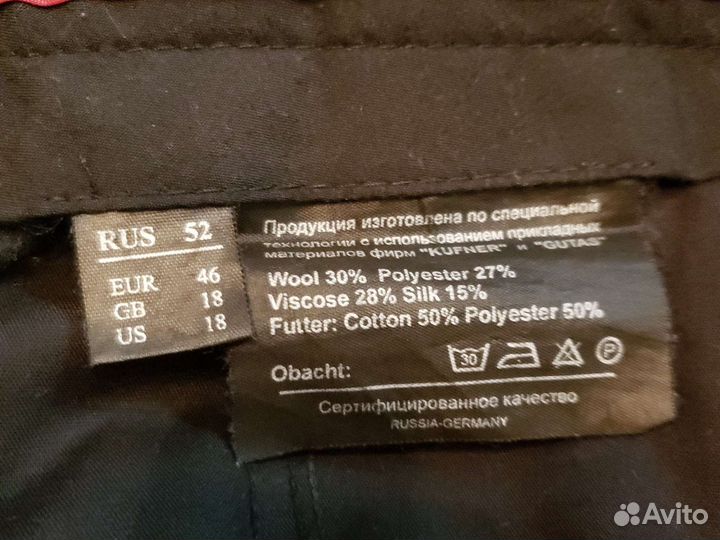 RUS 52
EUR 46
GB 18
US 18
Продукция изготовлена по специальной
технологии с использованием прикладных
материалов фирм "KUFNER" и "GUTAS"
Wool 30% Polyester 27%
Viscose 28% Silk 15%
Futter: Cotton 50% Polyester 50%
Obacht: 30 P
Сертифицированное качество
RUSSIA-GERMANY
Avito